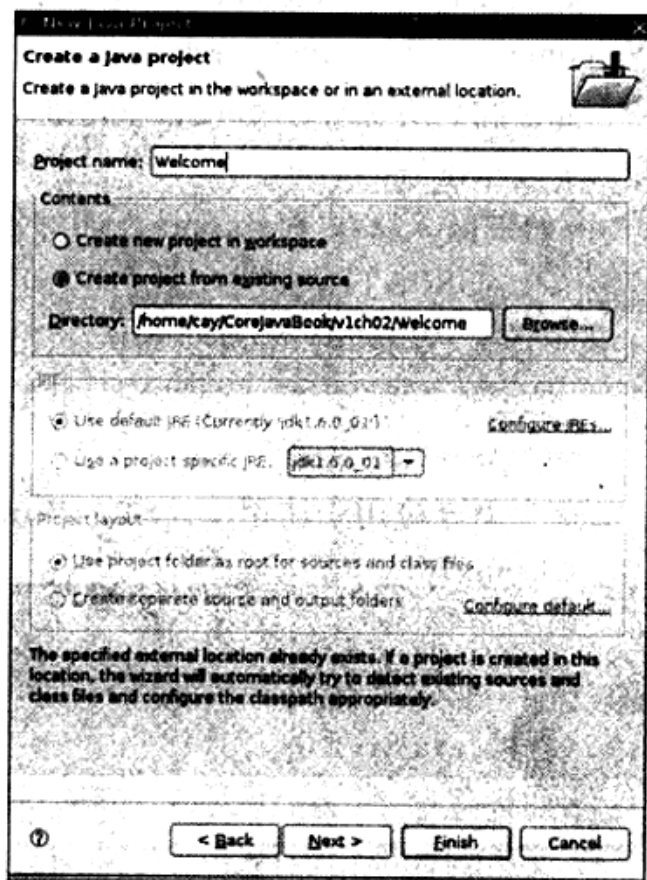 New Java Project
Create a Java project
Create a Java project in the workspace or in an external location.
Project name: Welcome
Contents
Create new project in workspace
Create project from existing source
Directory: /home/cay/CoreJavaBook/v1ch02/Welcome Browse...
JRE
Use default JRE (Currently 'jdk1.6.0_01')
Configure JREs...
Use a project specific JRE: jdk1.6.0_01
Project layout
Use project folder as root for sources and class files
Create separate source and output folders
Configure default...
The specified external location already exists. If a project is created in this
location, the wizard will automatically try to detect existing sources and
class files and configure the classpath appropriately.
< Back Next > Finish Cancel